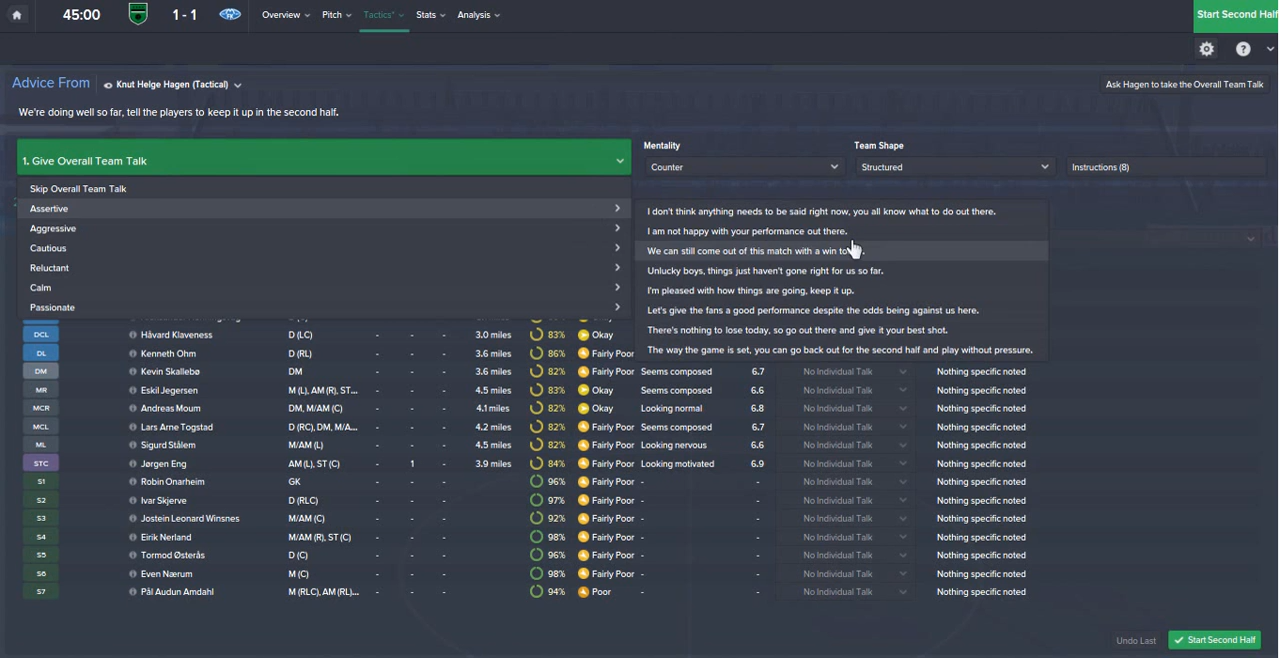 45:00 1 - 1 Overview Pitch Tactics* Stats Analysis Start Second Half
Advice From Knut Helge Hagen (Tactical) Ask Hagen to take the Overall Team Talk
We're doing well so far, tell the players to keep it up in the second half.
Mentality Team Shape
1. Give Overall Team Talk Counter Structured Instructions (8)
Skip Overall Team Talk
Assertive
Aggressive
Cautious
Reluctant
Calm
Passionate
I don't think anything needs to be said right now, you all know what to do out there.
I am not happy with your performance out there.
We can still come out of this match with a win
Unlucky boys, things just haven't gone right for us so far.
I'm pleased with how things are going, keep it up.
Let's give the fans a good performance despite the odds being against us here.
There's nothing to lose today, so go out there and give it your best shot.
The way the game is set, you can go back out for the second half and play without pressure.
DCL Håvard Klaveness D (LC) - - - 3.0 miles 83% Okay
DL Kenneth Ohm D (RL) - - - 3.6 miles 86% Fairly Poor
DM Kevin Skallebø DM - - - 3.6 miles 82% Fairly Poor Seems composed 6.7 No Individual Talk Nothing specific noted
MR Eskil Jegersen M (L), AM (R), ST... - - - 4.5 miles 83% Okay Seems composed 6.6 No Individual Talk Nothing specific noted
MCR Andreas Moum DM, M/AM (C) - - - 4.1 miles 82% Okay Looking normal 6.8 No Individual Talk Nothing specific noted
MCL Lars Arne Togstad D (RC), DM, M/A... - - - 4.2 miles 82% Fairly Poor Seems composed 6.7 No Individual Talk Nothing specific noted
ML Sigurd Stålem M/AM (L) - - - 4.5 miles 82% Fairly Poor Looking nervous 6.6 No Individual Talk Nothing specific noted
STC Jørgen Eng AM (L), ST (C) - 1 - 3.9 miles 84% Fairly Poor Looking motivated 6.9 No Individual Talk Nothing specific noted
S1 Robin Onarheim GK - - - 96% Fairly Poor - - No Individual Talk Nothing specific noted
S2 Ivar Skjerve D (RLC) - - - 97% Fairly Poor - - No Individual Talk Nothing specific noted
S3 Jostein Leonard Winsnes M/AM (C) - - - 92% Fairly Poor - - No Individual Talk Nothing specific noted
S4 Eirik Nerland M/AM (R), ST (C) - - - 98% Fairly Poor - - No Individual Talk Nothing specific noted
S5 Tormod Østerås D (C) - - - 96% Fairly Poor - - No Individual Talk Nothing specific noted
S6 Even Nærum M (C) - - - 98% Fairly Poor - - No Individual Talk Nothing specific noted
S7 Pål Audun Amdahl M (RLC), AM (RL)... - - - 94% Poor - - No Individual Talk Nothing specific noted
Undo Last Start Second Half